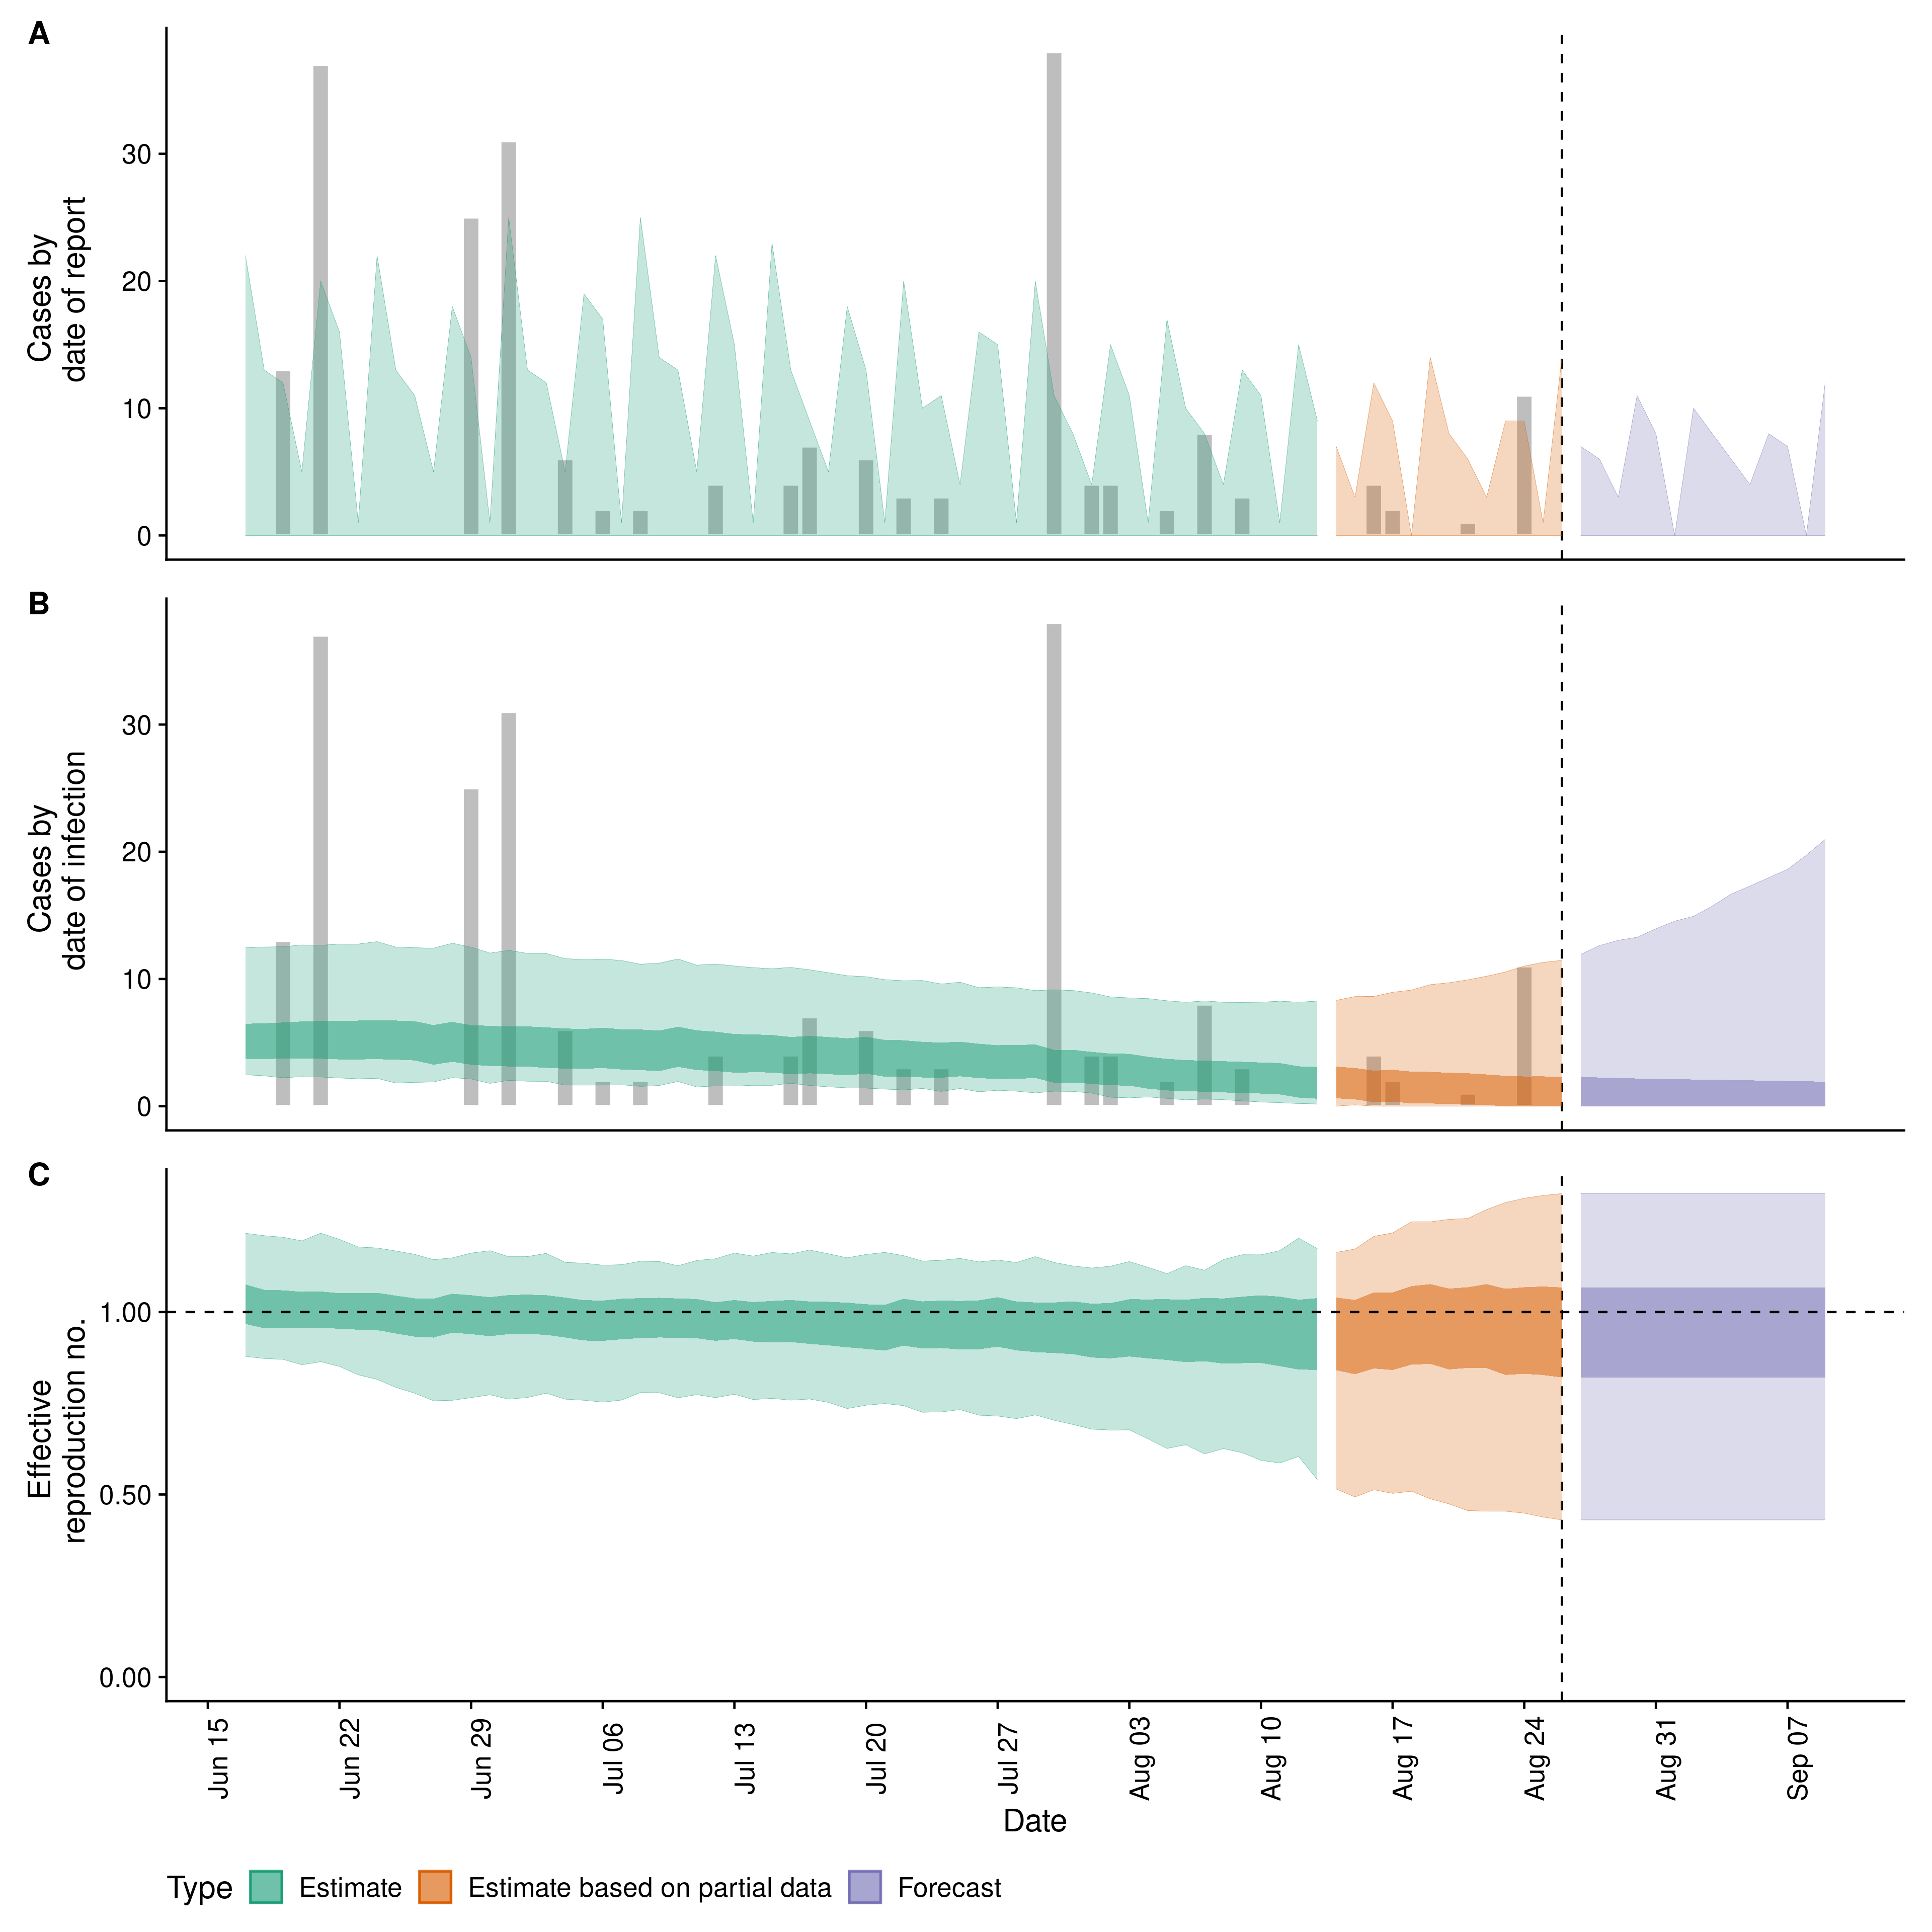 A
Cases by
date of report
30
20
10
0
B
Cases by
date of infection
30
20
10
0
C
Effective
reproduction no.
1.00
0.50
0.00
Jun 15
Jun 22
Jun 29
Jul 06
Jul 13
Jul 20
Jul 27
Aug 03
Aug 10
Aug 17
Aug 24
Aug 31
Sep 07
Date
Type Estimate Estimate based on partial data Forecast